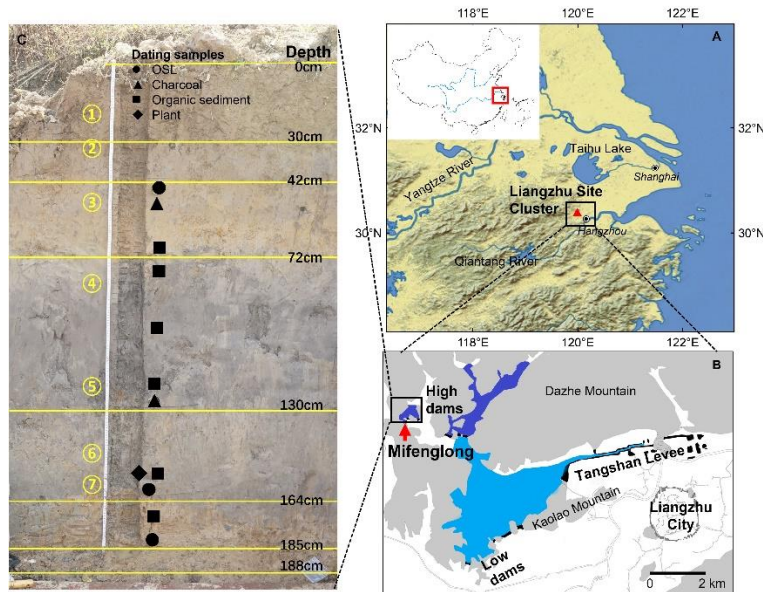 C
Depth
Dating samples
0cm
OSL
Charcoal
Organic sediment
Plant
①
30cm
②
42cm
③
72cm
④
⑤
130cm
⑥
⑦
164cm
185cm
188cm
118°E
120°E
122°E
A
32°N
32°N
Taihu Lake
Shanghai
Yangtze River
Liangzhu Site
Cluster
Hangzhou
30°N
30°N
Qiantang River
118°E
120°E
122°E
B
High
dams
Dazhe Mountain
Mifenglong
Tangshan Levee
Kaolao Mountain
Liangzhu
City
Low
dams
0
2 km